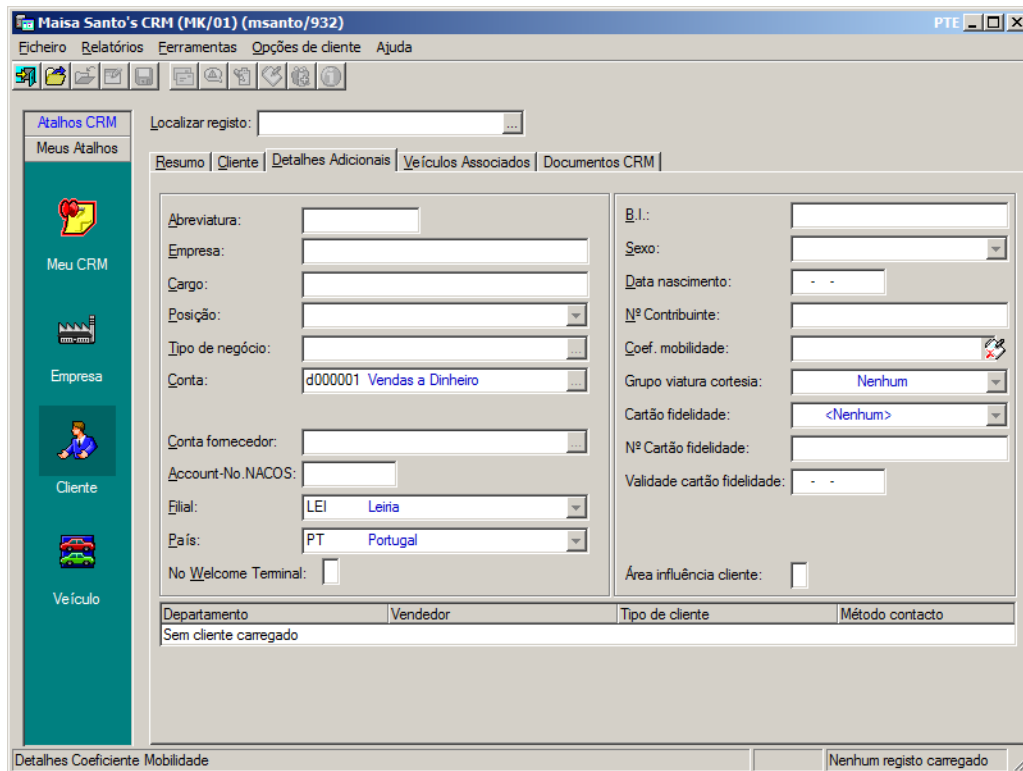 Maisa Santo's CRM (MK/01) (msanto/932) PTE
Ficheiro Relatórios Ferramentas Opções de cliente Ajuda
Atalhos CRM
Meus Atalhos
Localizar registo: ...
Resumo Cliente Detalhes Adicionais Veículos Associados Documentos CRM
Meu CRM
Empresa
Cliente
Veículo
Abreviatura:
Empresa:
Cargo:
Posição:
Tipo de negócio: ...
Conta: d000001 Vendas a Dinheiro ...
Conta fornecedor: ...
Account-No.NACOS:
Filial: LEI Leiria
País: PT Portugal
No Welcome Terminal:
B.I.:
Sexo:
Data nascimento: - -
Nº Contribuinte:
Coef. mobilidade:
Grupo viatura cortesia: Nenhum
Cartão fidelidade: <Nenhum>
Nº Cartão fidelidade:
Validade cartão fidelidade: - -
Área influência cliente:
Departamento Vendedor Tipo de cliente Método contacto
Sem cliente carregado
Detalhes Coeficiente Mobilidade Nenhum registo carregado